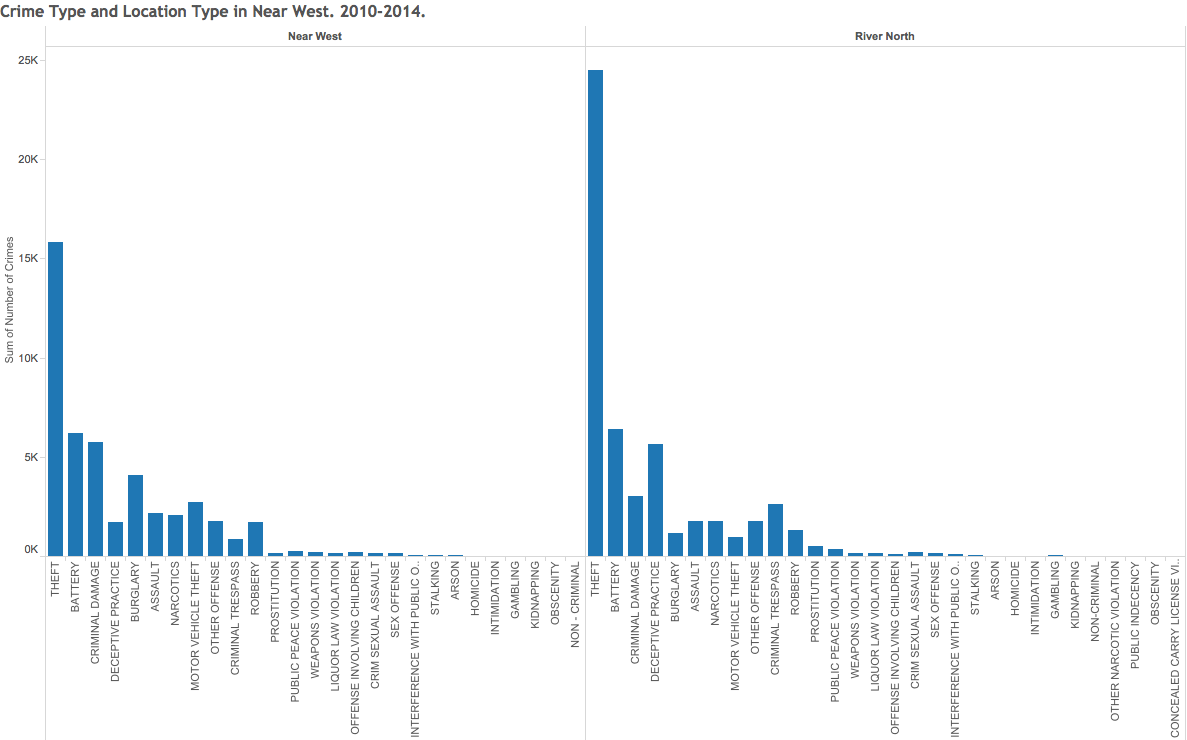 Crime Type and Location Type in Near West. 2010-2014.
Near West
River North
Sum of Number of Crimes
25K
20K
15K
10K
5K
0K
THEFT
BATTERY
CRIMINAL DAMAGE
DECEPTIVE PRACTICE
BURGLARY
ASSAULT
NARCOTICS
MOTOR VEHICLE THEFT
OTHER OFFENSE
CRIMINAL TRESPASS
ROBBERY
PROSTITUTION
PUBLIC PEACE VIOLATION
WEAPONS VIOLATION
LIQUOR LAW VIOLATION
OFFENSE INVOLVING CHILDREN
CRIM SEXUAL ASSAULT
SEX OFFENSE
INTERFERENCE WITH PUBLIC O..
STALKING
ARSON
HOMICIDE
INTIMIDATION
GAMBLING
KIDNAPPING
OBSCENITY
NON - CRIMINAL
THEFT
BATTERY
CRIMINAL DAMAGE
DECEPTIVE PRACTICE
BURGLARY
ASSAULT
NARCOTICS
MOTOR VEHICLE THEFT
OTHER OFFENSE
CRIMINAL TRESPASS
ROBBERY
PROSTITUTION
PUBLIC PEACE VIOLATION
WEAPONS VIOLATION
LIQUOR LAW VIOLATION
OFFENSE INVOLVING CHILDREN
CRIM SEXUAL ASSAULT
SEX OFFENSE
INTERFERENCE WITH PUBLIC O..
STALKING
ARSON
HOMICIDE
INTIMIDATION
GAMBLING
KIDNAPPING
NON-CRIMINAL
OTHER NARCOTIC VIOLATION
PUBLIC INDECENCY
OBSCENITY
CONCEALED CARRY LICENSE VI..